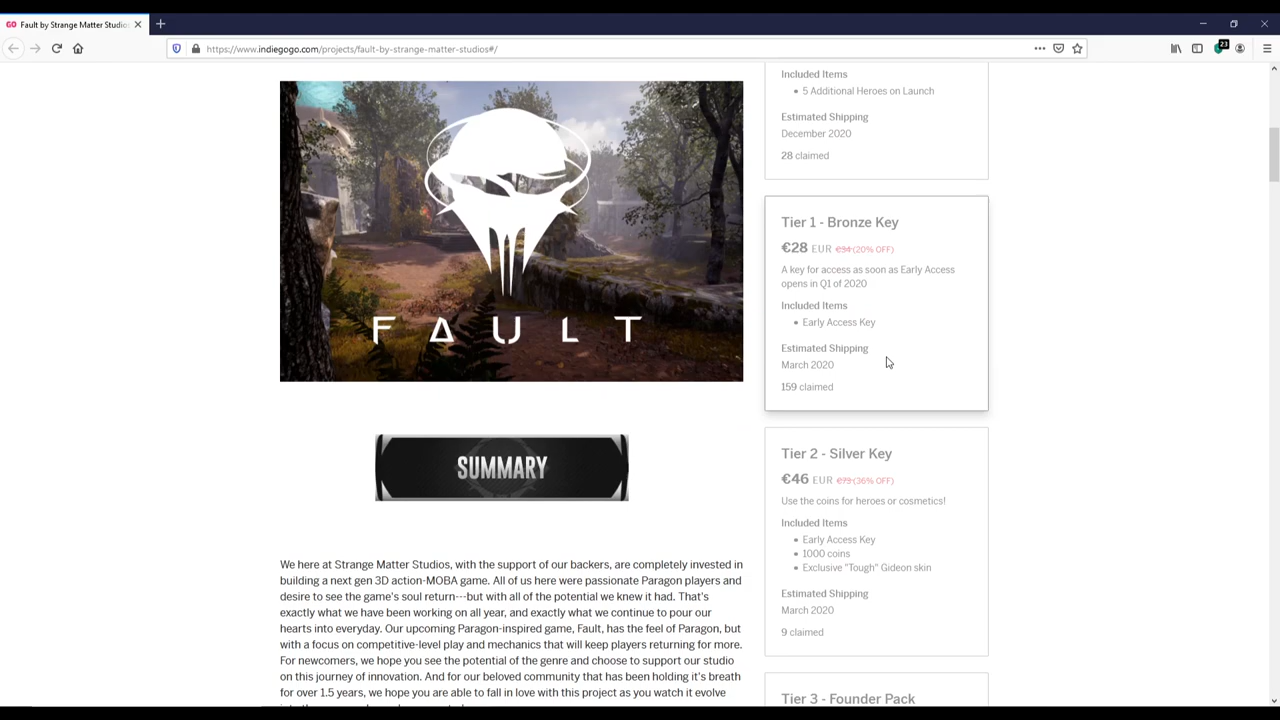 Fault by Strange Matter Studios
https://www.indiegogo.com/projects/fault-by-strange-matter-studios#/
23
FAULT
SUMMARY
We here at Strange Matter Studios, with the support of our backers, are completely invested in
building a next gen 3D action-MOBA game. All of us here were passionate Paragon players and
desire to see the game's soul return---but with all of the potential we knew it had. That's
exactly what we have been working on all year, and exactly what we continue to pour our
hearts into everyday. Our upcoming Paragon-inspired game, Fault, has the feel of Paragon, but
with a focus on competitive-level play and mechanics that will keep players returning for more.
For newcomers, we hope you see the potential of the genre and choose to support our studio
on this journey of innovation. And for our beloved community that has been holding it's breath
for over 1.5 years, we hope you are able to fall in love with this project as you watch it evolve
Included Items
5 Additional Heroes on Launch
Estimated Shipping
December 2020
28 claimed
Tier 1 - Bronze Key
€28 EUR €34 (20% OFF)
A key for access as soon as Early Access
opens in Q1 of 2020
Included Items
Early Access Key
Estimated Shipping
March 2020
159 claimed
Tier 2 - Silver Key
€46 EUR €73 (36% OFF)
Use the coins for heroes or cosmetics!
Included Items
Early Access Key
1000 coins
Exclusive "Tough" Gideon skin
Estimated Shipping
March 2020
9 claimed
Tier 3 - Founder Pack